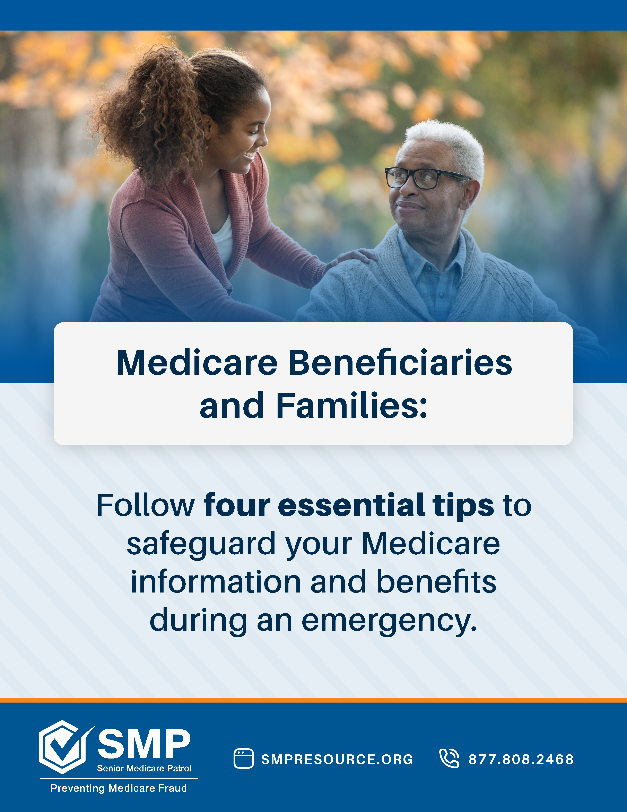 Medicare Beneficiaries
and Families:
Follow four essential tips to
safeguard your Medicare
information and benefits
during an emergency.
SMP
Senior Medicare Patrol
Preventing Medicare Fraud
SMPRESOURCE.ORG
877.808.2468